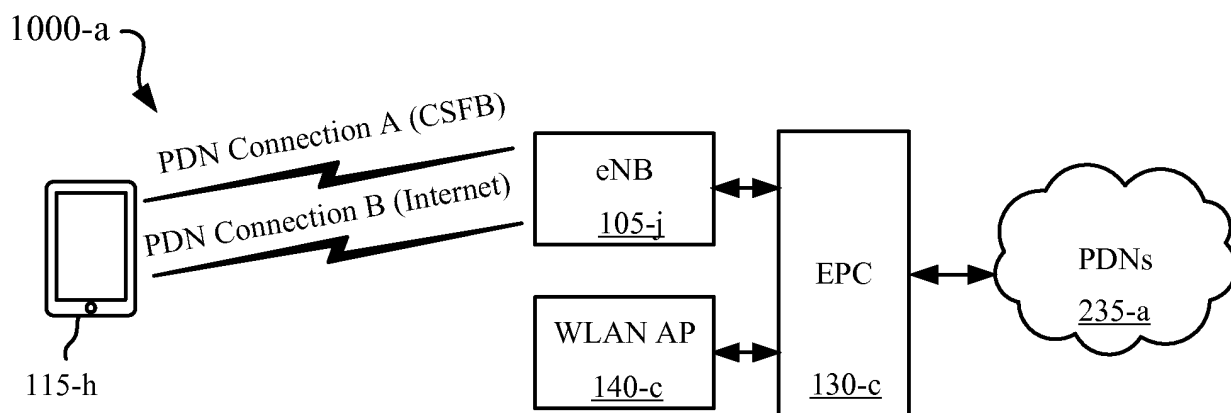 1000-a
PDN Connection A (CSFB)
PDN Connection B (Internet)
eNB
105-j
EPC
130-c
PDNs
235-a
WLAN AP
140-c
115-h